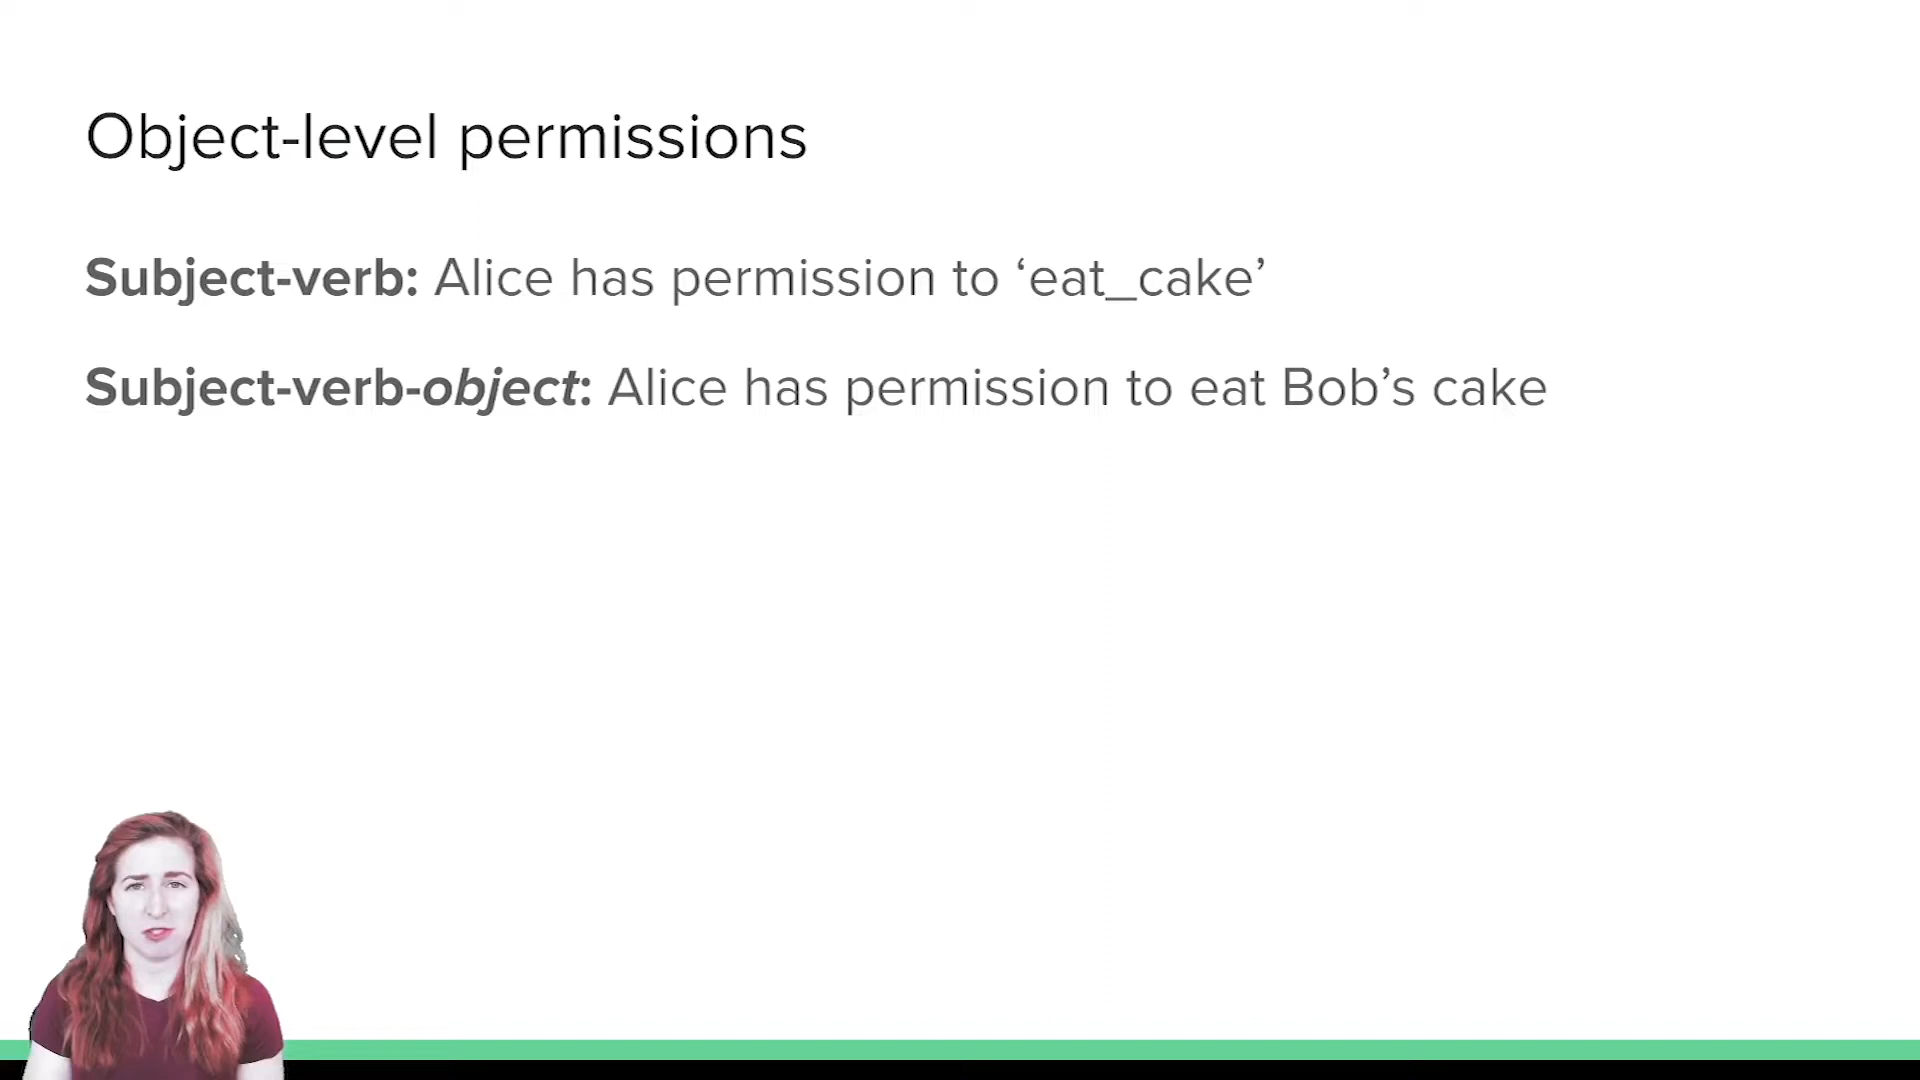 Object-level permissions
Subject-verb: Alice has permission to ‘eat_cake’
Subject-verb-object: Alice has permission to eat Bob’s cake